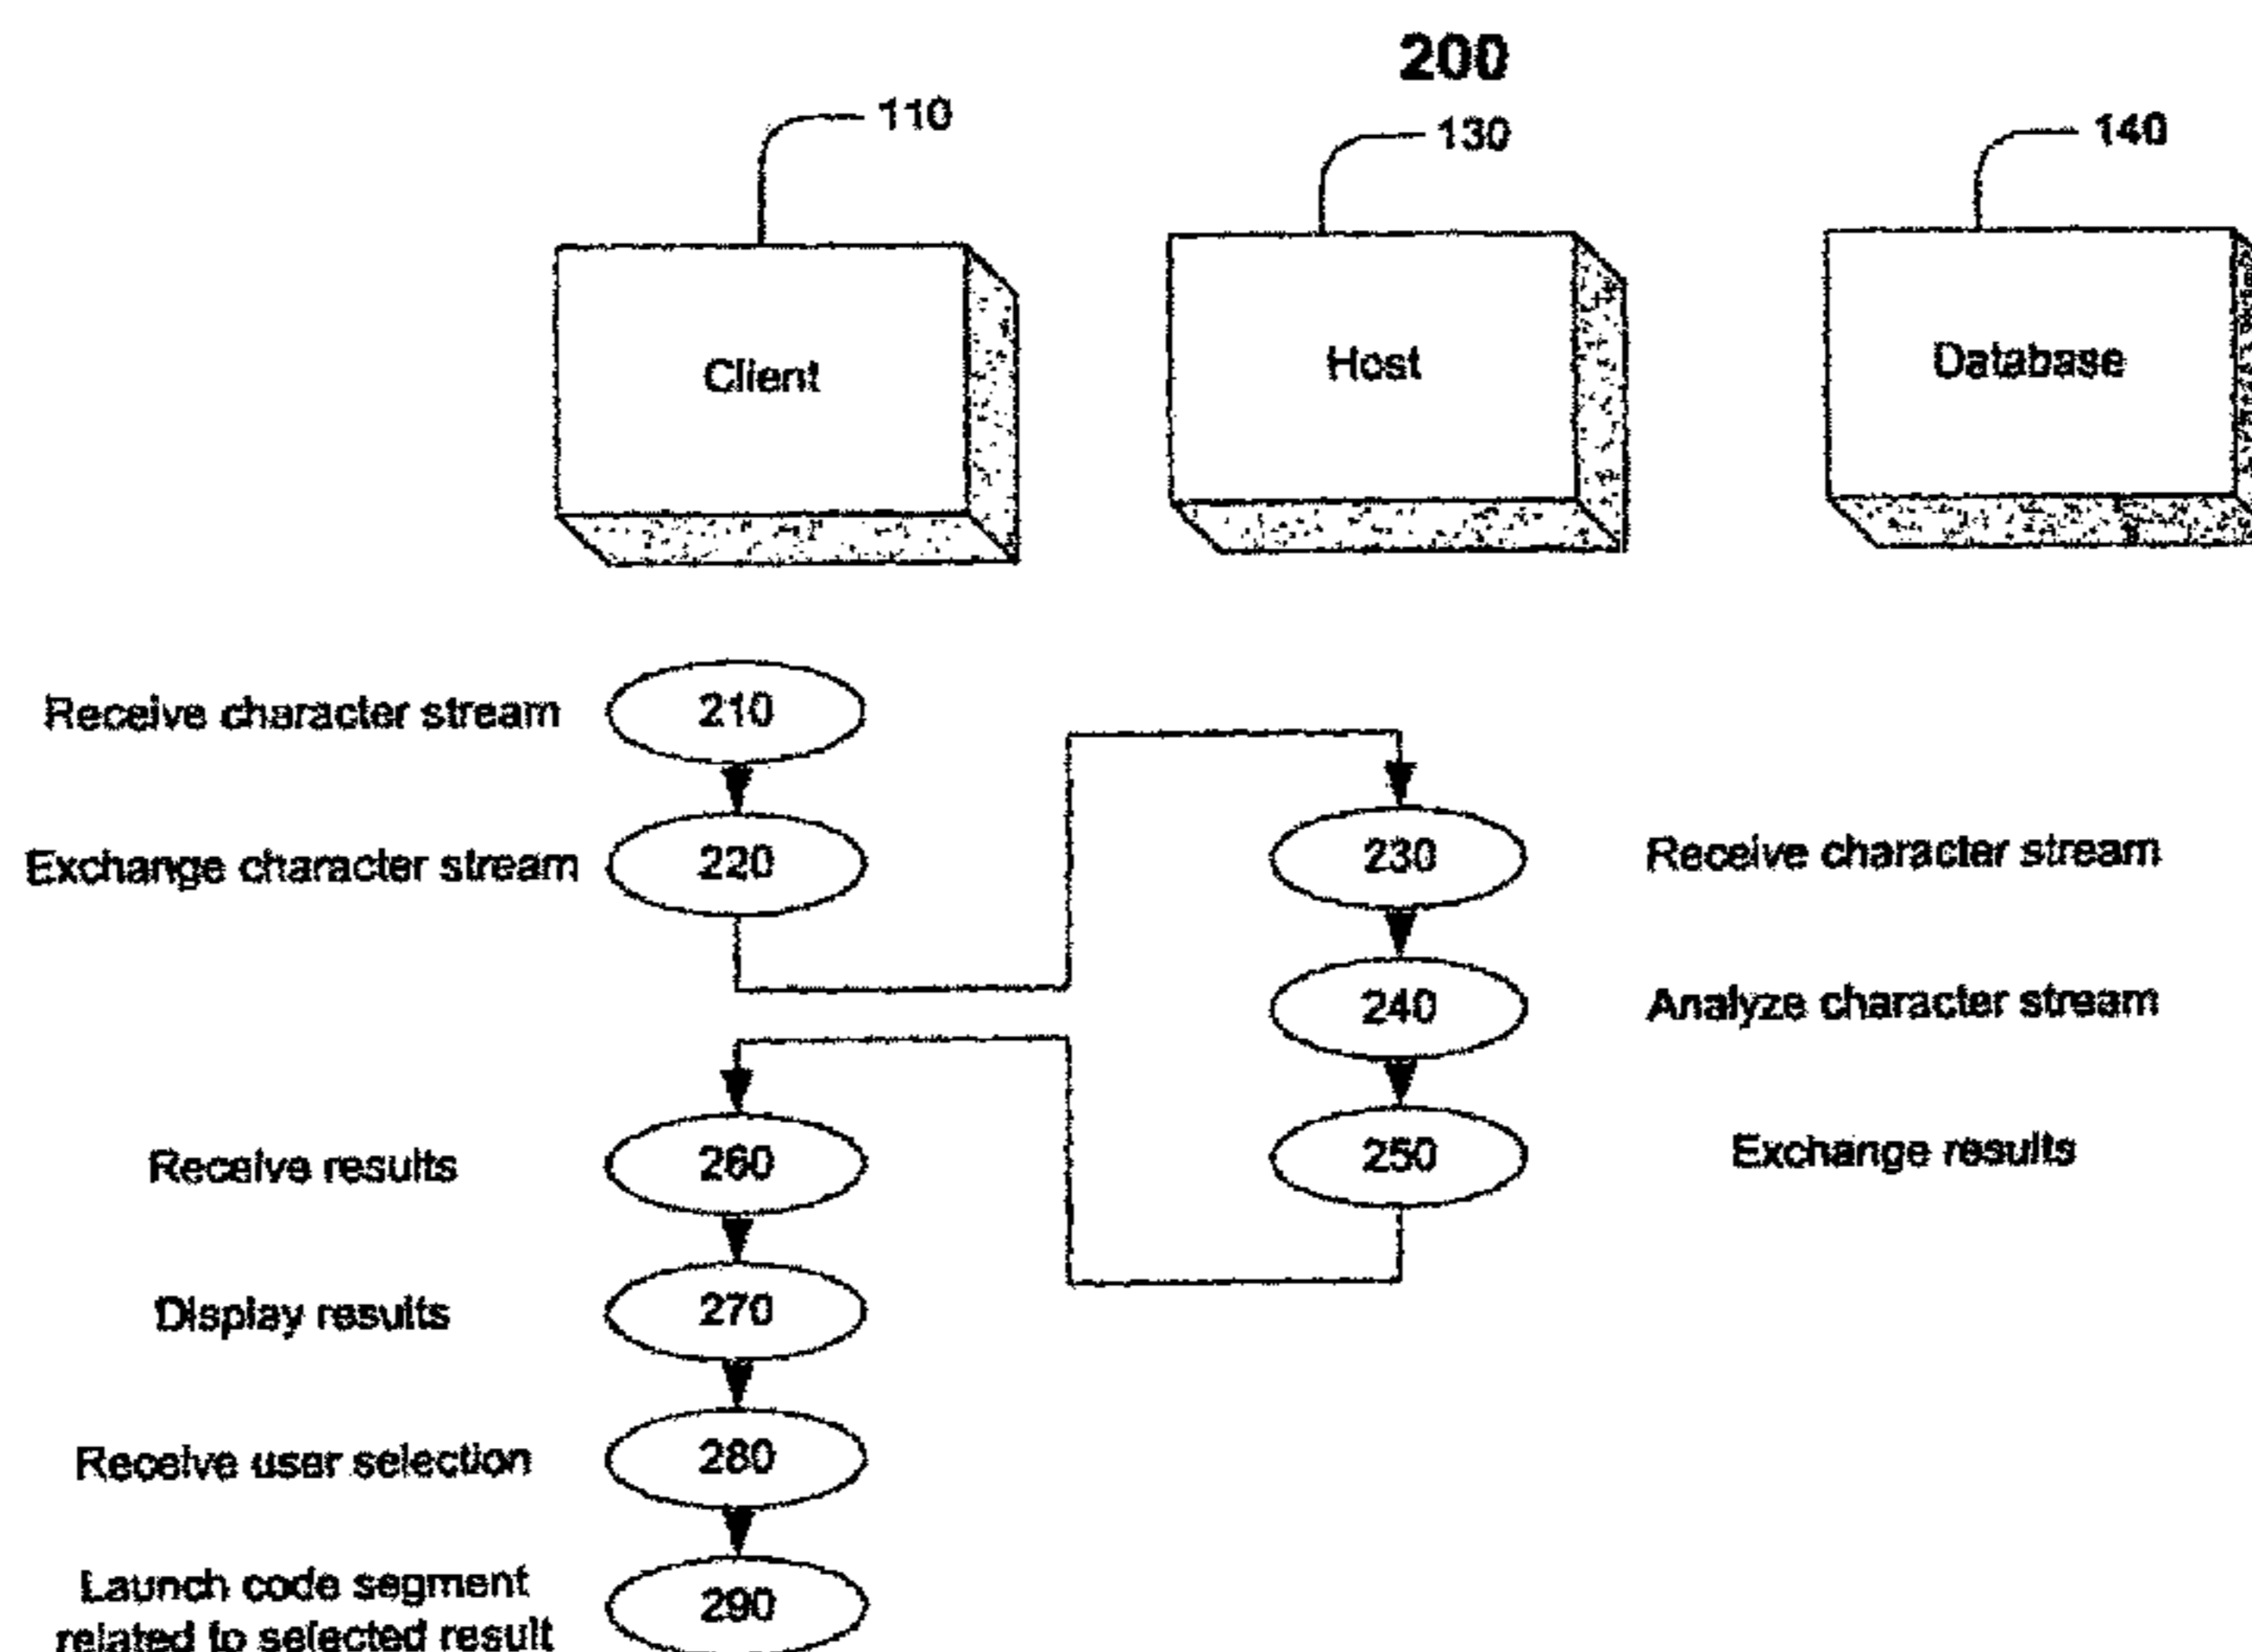 200
110
130
140
Client
Host
Database
Receive character stream 210
Exchange character stream 220
230 Receive character stream
240 Analyze character stream
250 Exchange results
Receive results 260
Display results 270
Receive user selection 280
Launch code segment
related to selected result 290